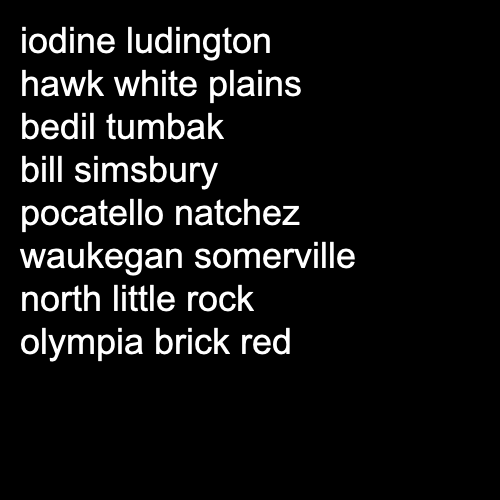 iodine ludington
hawk white plains
bedil tumbak
bill simsbury
pocatello natchez
waukegan somerville
north little rock
olympia brick red